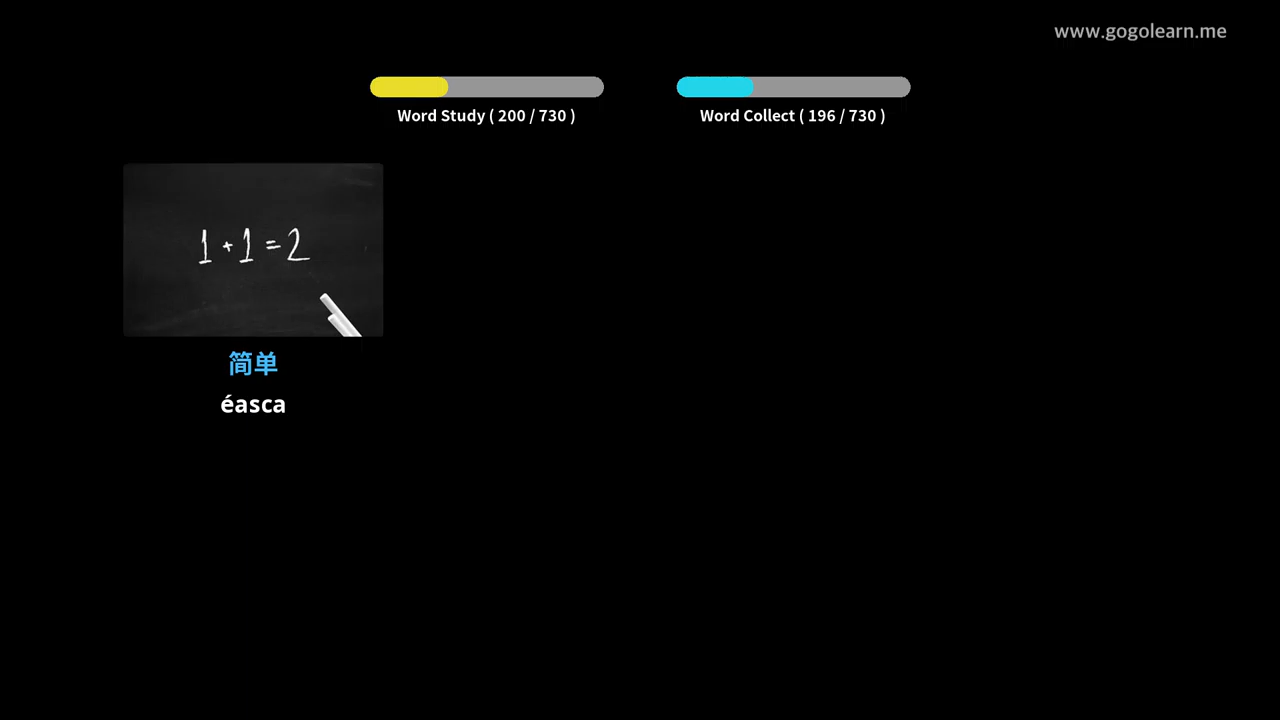 www.gogolearn.me
Word Study ( 200 / 730 )
Word Collect ( 196 / 730 )
1 + 1 = 2
简单
éasca